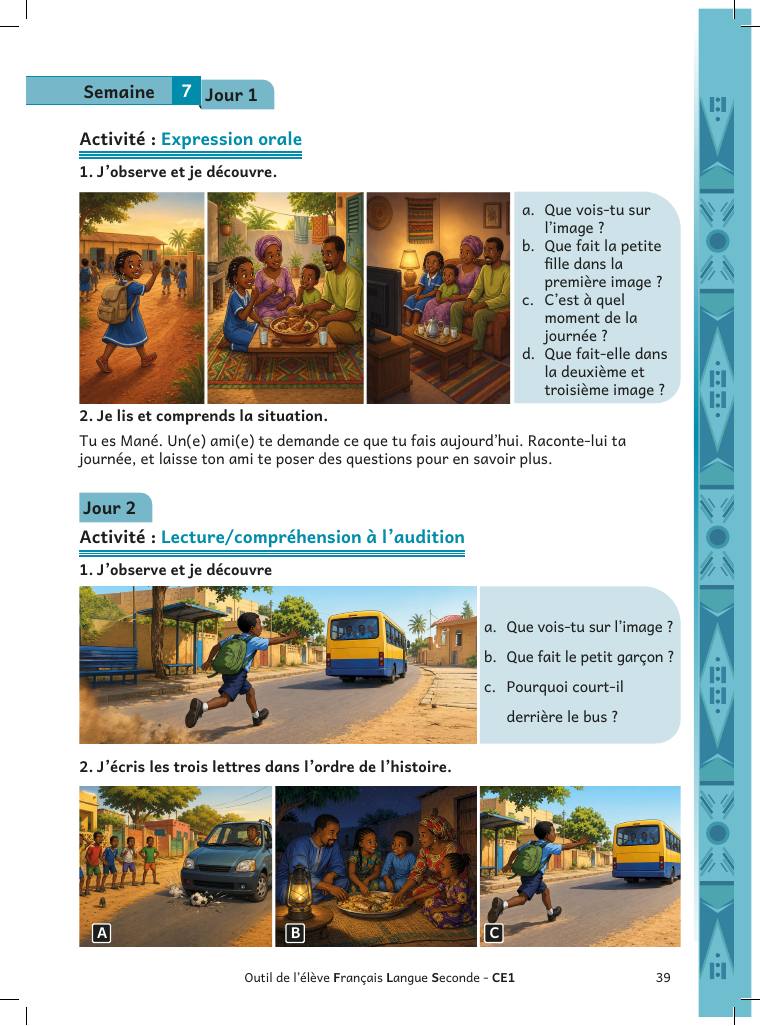 Semaine 7 Jour 1
Activité : Expression orale
1. J’observe et je découvre.
a. Que vois-tu sur
l’image ?
b. Que fait la petite
fille dans la
première image ?
c. C’est à quel
moment de la
journée ?
d. Que fait-elle dans
la deuxième et
troisième image ?
2. Je lis et comprends la situation.
Tu es Mané. Un(e) ami(e) te demande ce que tu fais aujourd’hui. Raconte-lui ta
journée, et laisse ton ami te poser des questions pour en savoir plus.
Jour 2
Activité : Lecture/compréhension à l’audition
1. J’observe et je découvre
a. Que vois-tu sur l’image ?
b. Que fait le petit garçon ?
c. Pourquoi court-il
derrière le bus ?
2. J’écris les trois lettres dans l’ordre de l’histoire.
A
B
C
Outil de l’élève Français Langue Seconde - CE1
39